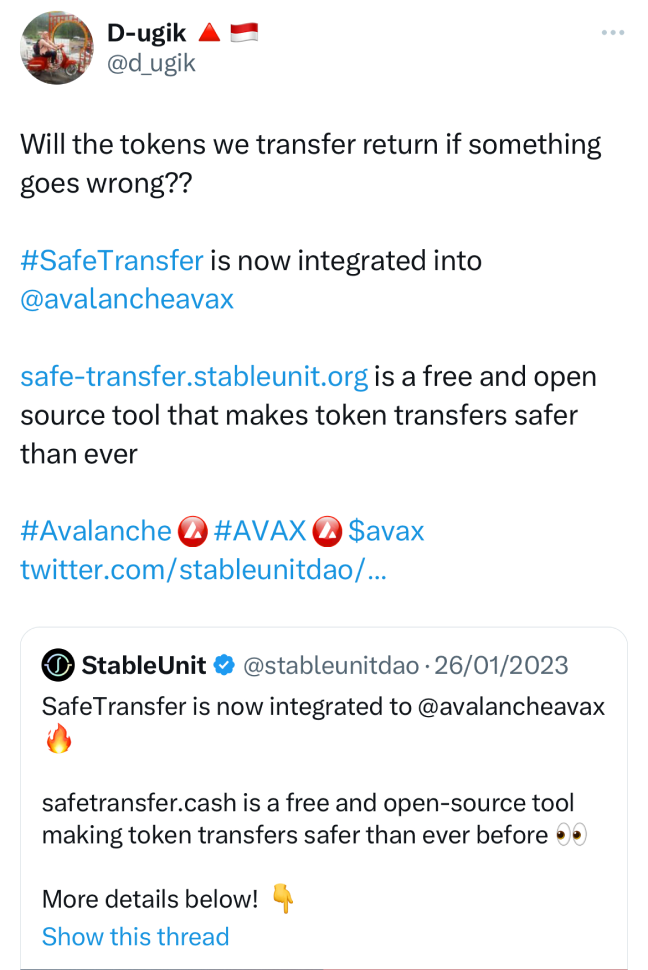 D-ugik 🔺 🇮🇩
@d_ugik
Will the tokens we transfer return if something
goes wrong??
#SafeTransfer is now integrated into
@avalancheavax
safe-transfer.stableunit.org is a free and open
source tool that makes token transfers safer
than ever
#Avalanche #AVAX $avax
twitter.com/stableunitdao/...
StableUnit @stableunitdao · 26/01/2023
SafeTransfer is now integrated to @avalancheavax
🔥
safetransfer.cash is a free and open-source tool
making token transfers safer than ever before 👀
More details below! 👇
Show this thread